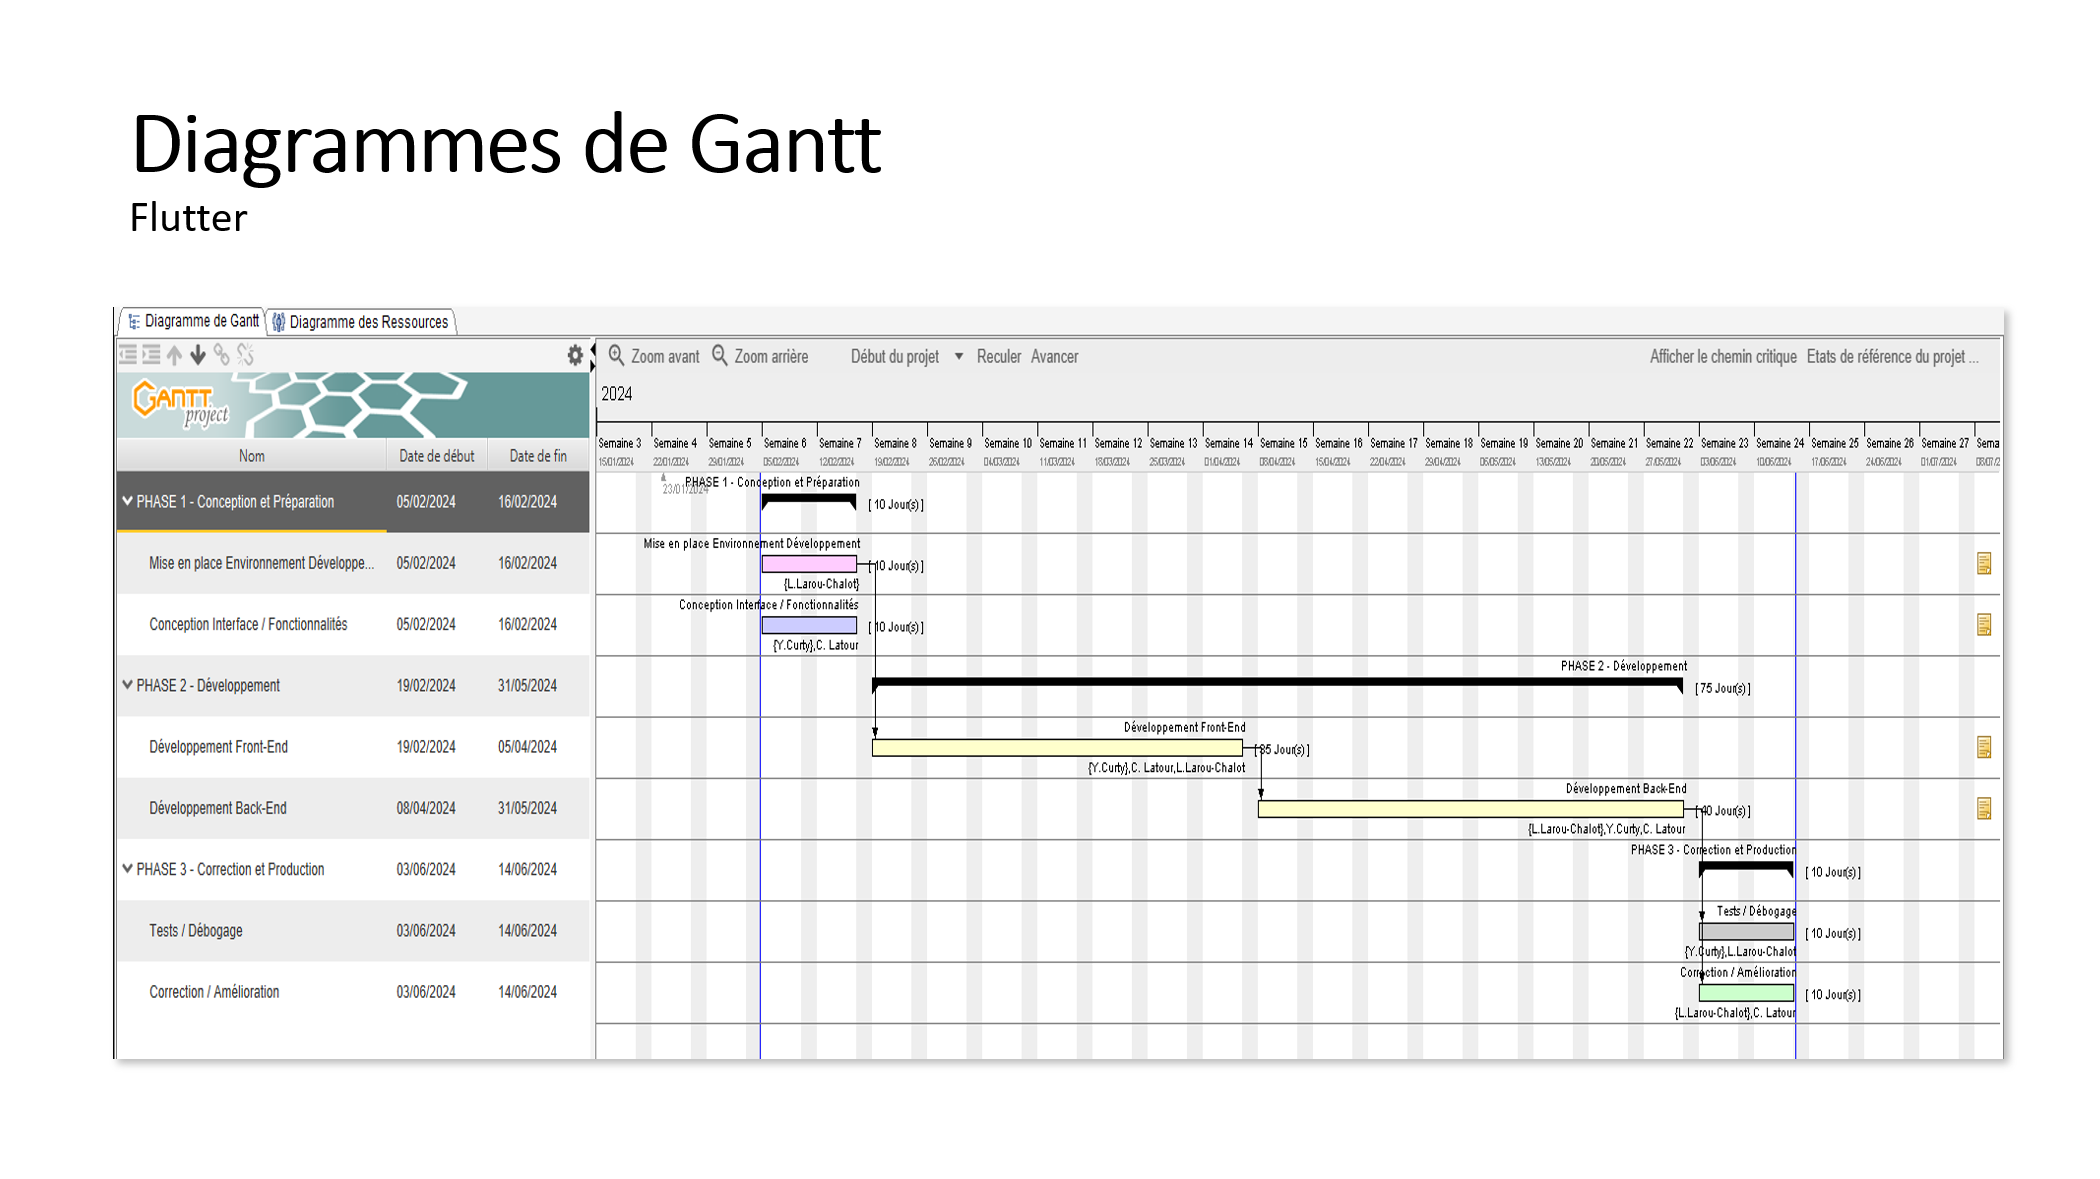 Diagrammes de Gantt
Flutter
Diagramme de Gantt
Diagramme des Ressources
Zoom avant Zoom arrière Début du projet Reculer Avancer Afficher le chemin critique Etats de référence du projet ...
GANTT project
2024
Nom Date de début Date de fin
Semaine 3 Semaine 4 Semaine 5 Semaine 6 Semaine 7 Semaine 8 Semaine 9 Semaine 10 Semaine 11 Semaine 12 Semaine 13 Semaine 14 Semaine 15 Semaine 16 Semaine 17 Semaine 18 Semaine 19 Semaine 20 Semaine 21 Semaine 22 Semaine 23 Semaine 24 Semaine 25 Semaine 26 Semaine 27 Sema
15/01/2024 22/01/2024 29/01/2024 05/02/2024 12/02/2024 19/02/2024 26/02/2024 04/03/2024 11/03/2024 18/03/2024 25/03/2024 01/04/2024 08/04/2024 15/04/2024 22/04/2024 29/04/2024 06/05/2024 13/05/2024 20/05/2024 27/05/2024 03/06/2024 10/06/2024 17/06/2024 24/06/2024 01/07/2024 08/07/2
PHASE 1 - Conception et Préparation 05/02/2024 16/02/2024
23/01/2024
PHASE 1 - Conception et Préparation
[ 10 Jour(s) ]
Mise en place Environnement Développe... 05/02/2024 16/02/2024
Mise en place Environnement Développement
[ 10 Jour(s) ]
{L.Larou-Chalot}
Conception Interface / Fonctionnalités 05/02/2024 16/02/2024
Conception Interface / Fonctionnalités
[ 10 Jour(s) ]
{Y.Curty},C. Latour
PHASE 2 - Développement 19/02/2024 31/05/2024
PHASE 2 - Développement
[ 75 Jour(s) ]
Développement Front-End 19/02/2024 05/04/2024
Développement Front-End
[ 35 Jour(s) ]
{Y.Curty},C. Latour,L.Larou-Chalot
Développement Back-End 08/04/2024 31/05/2024
Développement Back-End
[ 40 Jour(s) ]
{L.Larou-Chalot},Y.Curty,C. Latour
PHASE 3 - Correction et Production 03/06/2024 14/06/2024
PHASE 3 - Correction et Production
[ 10 Jour(s) ]
Tests / Débogage 03/06/2024 14/06/2024
Tests / Débogage
[ 10 Jour(s) ]
{Y.Curty},L.Larou-Chalot
Correction / Amélioration 03/06/2024 14/06/2024
Correction / Amélioration
[ 10 Jour(s) ]
{L.Larou-Chalot},C. Latour